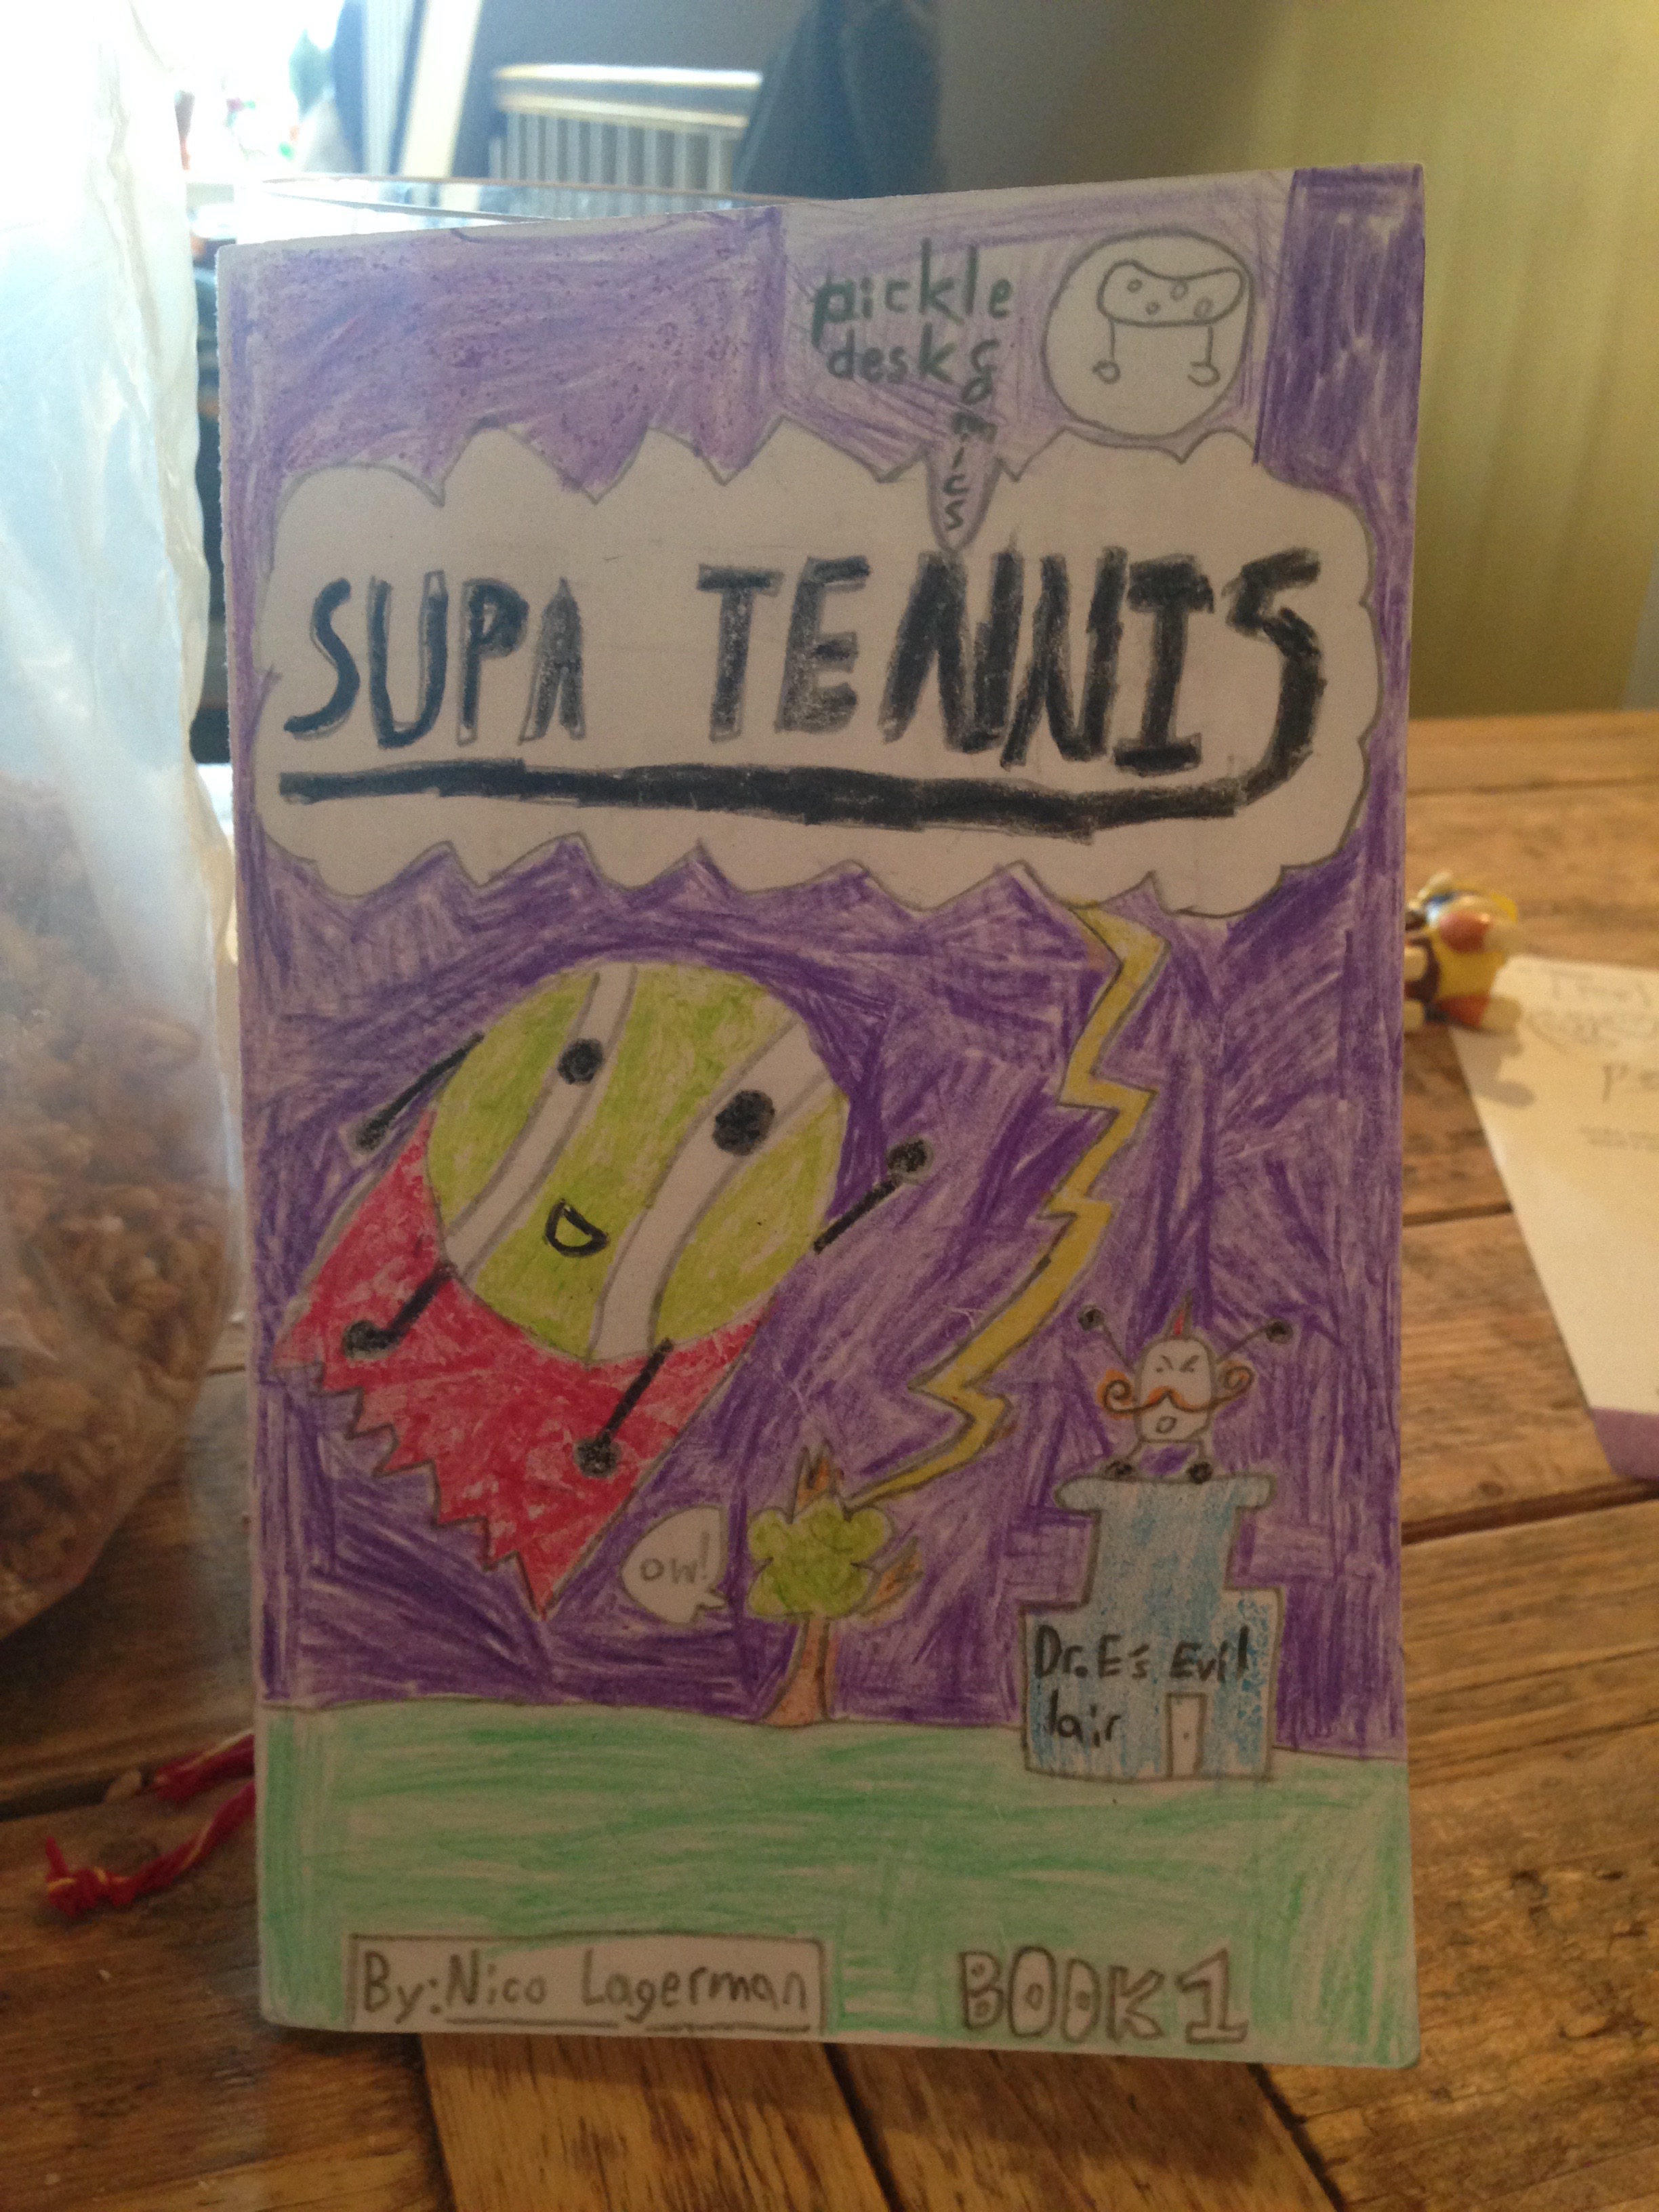 pickle
desk
comics
SUPA TENNIS
ow!
Dr. E's Evil
lair
By: Nico Lagerman
BOOK 1